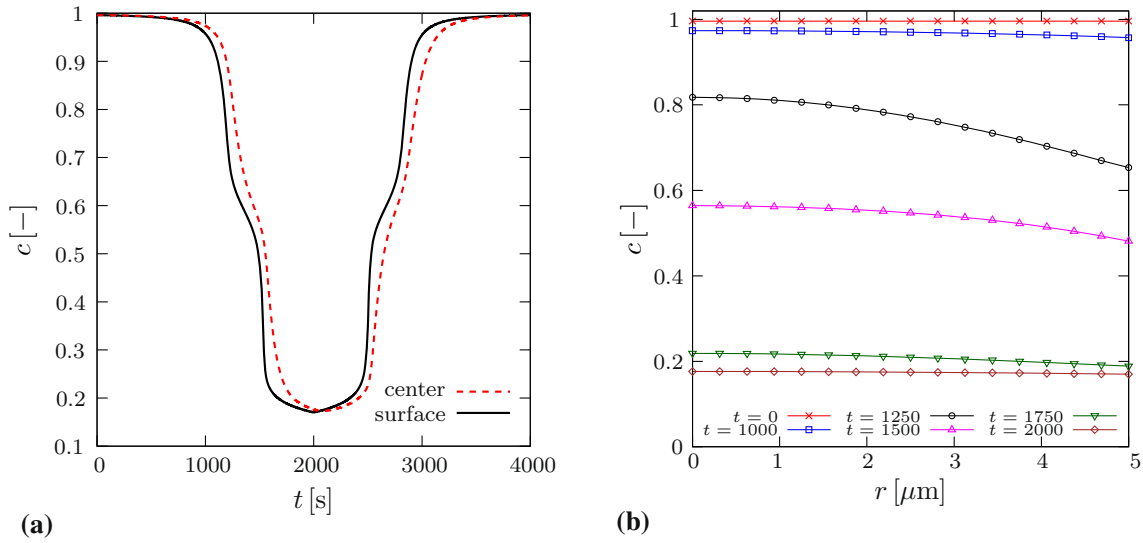 1
0.9
0.8
0.7
0.6
0.5
0.4
0.3
0.2
0.1
c [−]
center
surface
0 1000 2000 3000 4000
t [s]
(a)
1
0.8
0.6
0.4
0.2
0
c [−]
t = 0 t = 1250 t = 1750
t = 1000 t = 1500 t = 2000
0 1 2 3 4 5
r [μm]
(b)